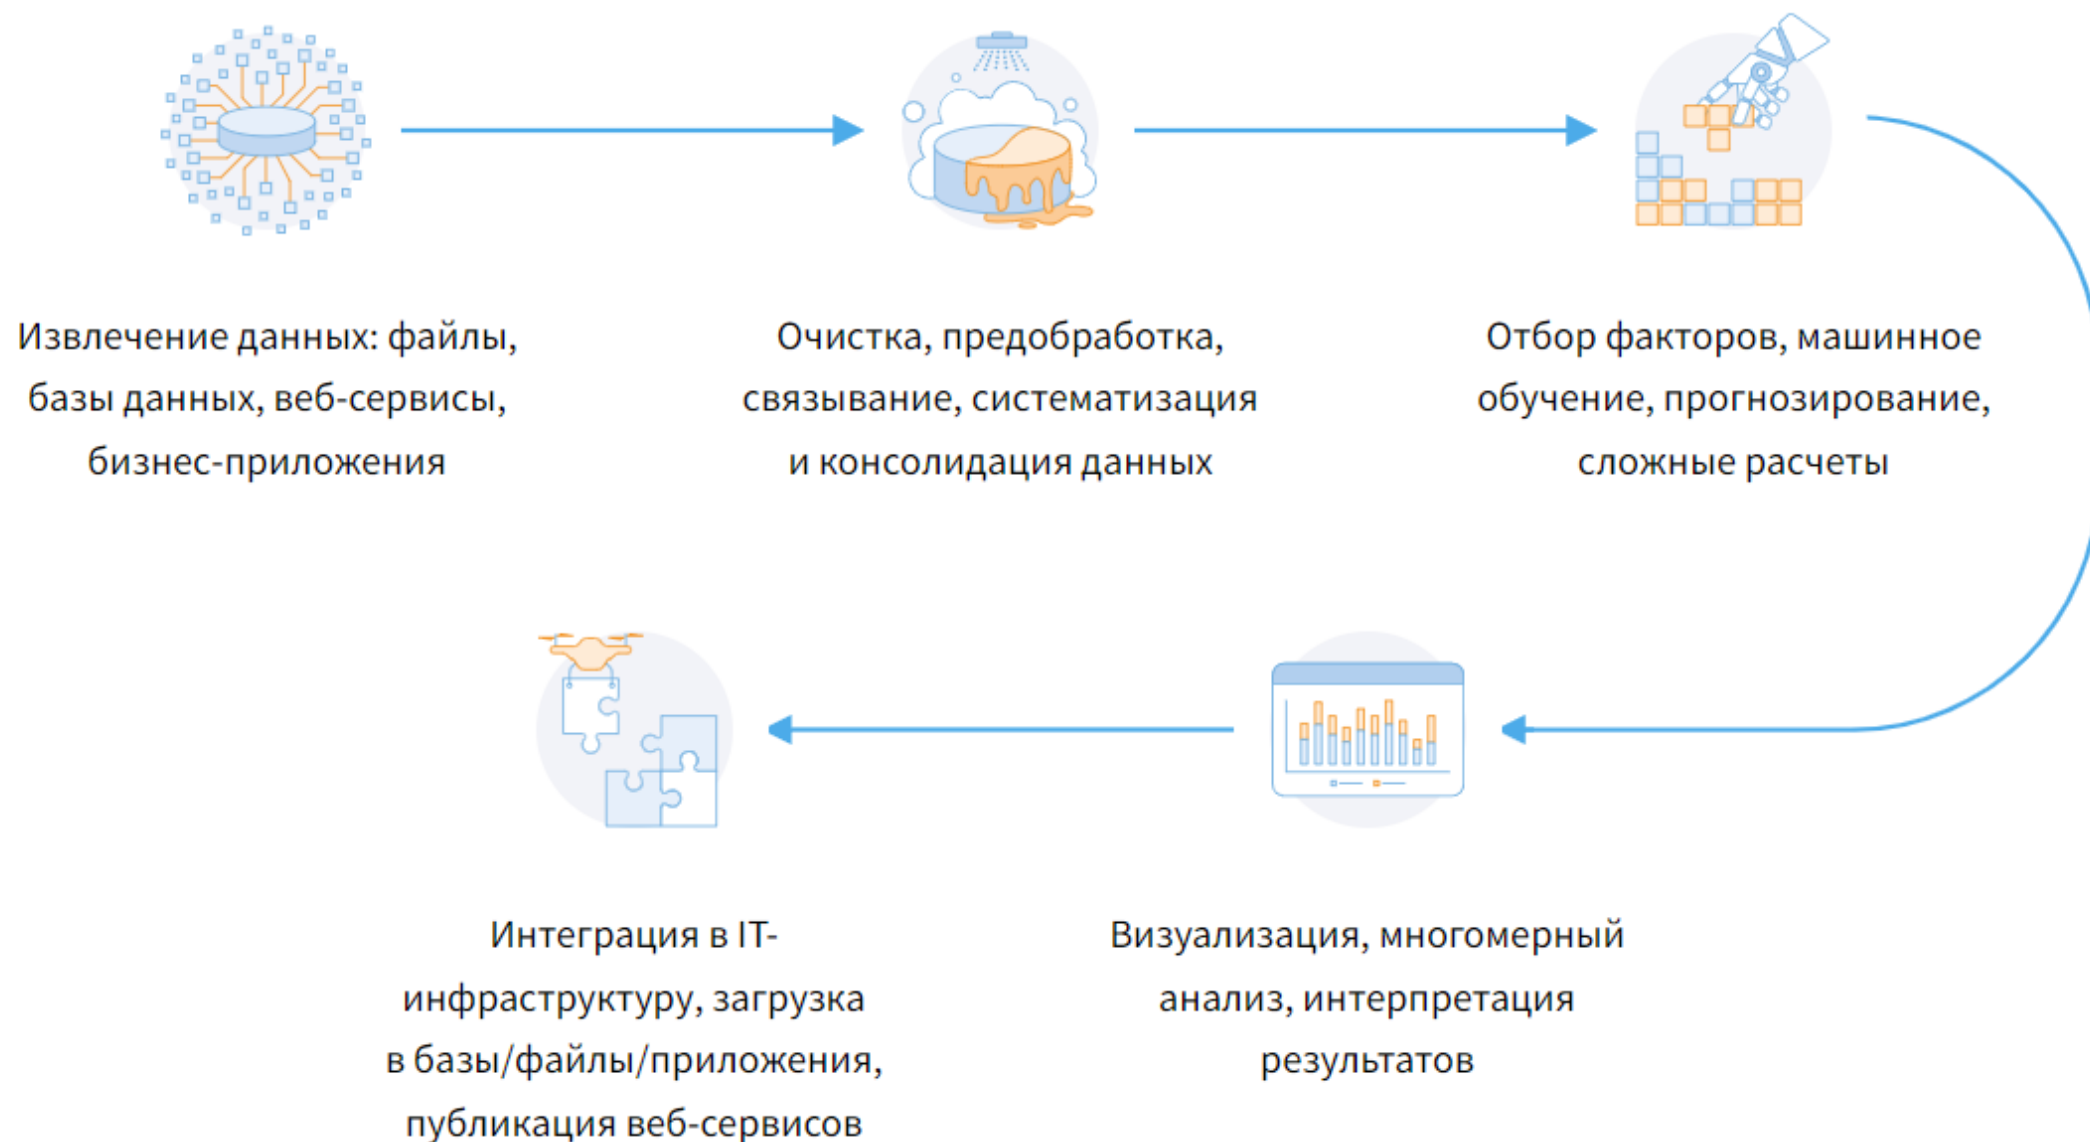 Извлечение данных: файлы,
базы данных, веб-сервисы,
бизнес-приложения
Очистка, предобработка,
связывание, систематизация
и консолидация данных
Отбор факторов, машинное
обучение, прогнозирование,
сложные расчеты
Визуализация, многомерный
анализ, интерпретация
результатов
Интеграция в IT-
инфраструктуру, загрузка
в базы/файлы/приложения,
публикация веб-сервисов